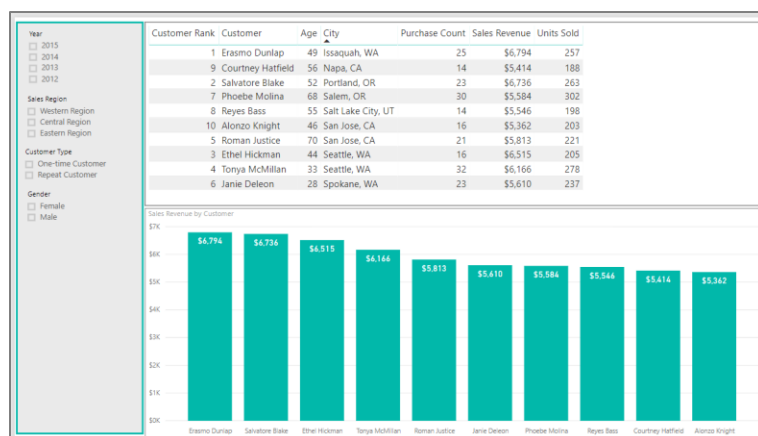 Year
2015
2014
2013
2012
Sales Region
Western Region
Central Region
Eastern Region
Customer Type
One-time Customer
Repeat Customer
Gender
Female
Male
Customer Rank Customer Age City Purchase Count Sales Revenue Units Sold
1 Erasmo Dunlap 49 Issaquah, WA 25 $6,794 257
9 Courtney Hatfield 56 Napa, CA 14 $5,414 188
2 Salvatore Blake 52 Portland, OR 23 $6,736 263
7 Phoebe Molina 68 Salem, OR 30 $5,584 302
8 Reyes Bass 55 Salt Lake City, UT 14 $5,546 198
10 Alonzo Knight 46 San Jose, CA 16 $5,362 203
5 Roman Justice 70 San Jose, CA 21 $5,813 221
3 Ethel Hickman 44 Seattle, WA 16 $6,515 205
4 Tonya McMillan 33 Seattle, WA 32 $6,166 278
6 Janie Deleon 28 Spokane, WA 23 $5,610 237
Sales Revenue by Customer
$7K
$6K
$5K
$4K
$3K
$2K
$1K
$0K
$6,794 $6,736 $6,515 $6,166 $5,813 $5,610 $5,584 $5,546 $5,414 $5,362
Erasmo Dunlap Salvatore Blake Ethel Hickman Tonya McMillan Roman Justice Janie Deleon Phoebe Molina Reyes Bass Courtney Hatfield Alonzo Knight